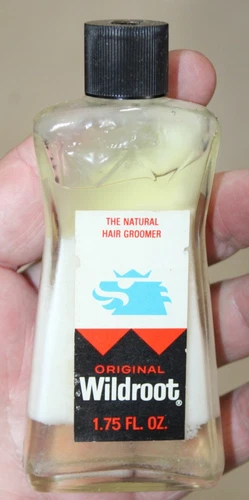 THE NATURAL
HAIR GROOMER
ORIGINAL
Wildroot®
1.75 FL. OZ.